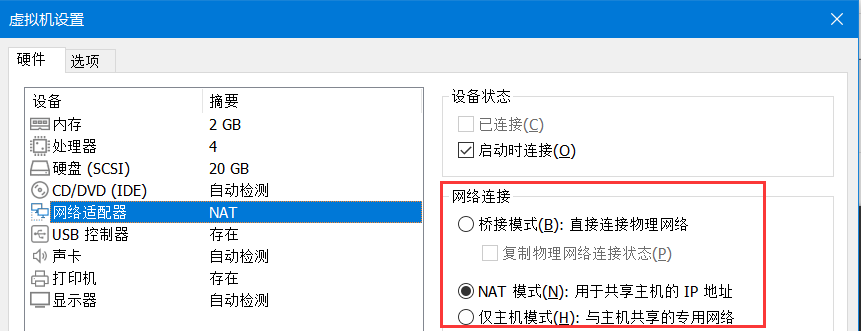 虚拟机设置
硬件 选项
设备 摘要
内存 2 GB
处理器 4
硬盘 (SCSI) 20 GB
CD/DVD (IDE) 自动检测
网络适配器 NAT
USB 控制器 存在
声卡 自动检测
打印机 存在
显示器 自动检测
设备状态
已连接(C)
启动时连接(O)
网络连接
桥接模式(B): 直接连接物理网络
复制物理网络连接状态(P)
NAT 模式(N): 用于共享主机的 IP 地址
仅主机模式(H): 与主机共享的专用网络